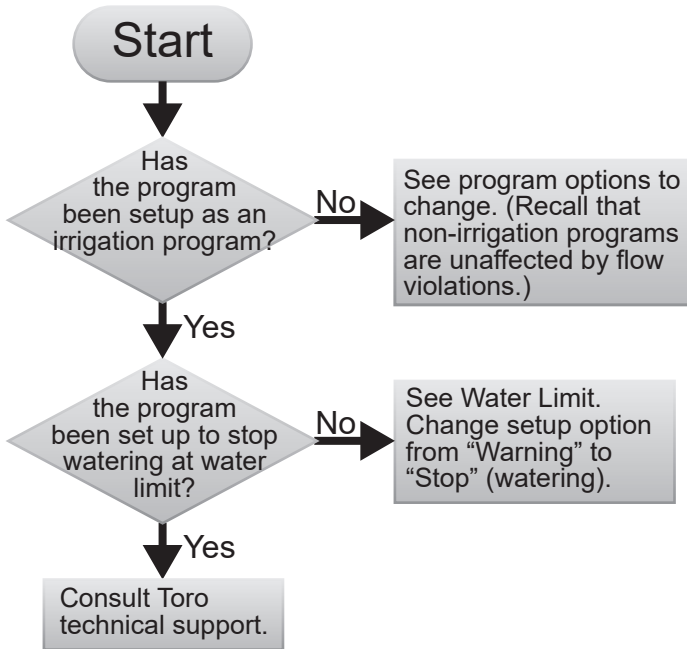 Start
Has
the program
been setup as an
irrigation program?
No
See program options to
change. (Recall that
non-irrigation programs
are unaffected by flow
violations.)
Yes
Has
the program
been set up to stop
watering at water
limit?
No
See Water Limit.
Change setup option
from “Warning” to
“Stop” (watering).
Yes
Consult Toro
technical support.